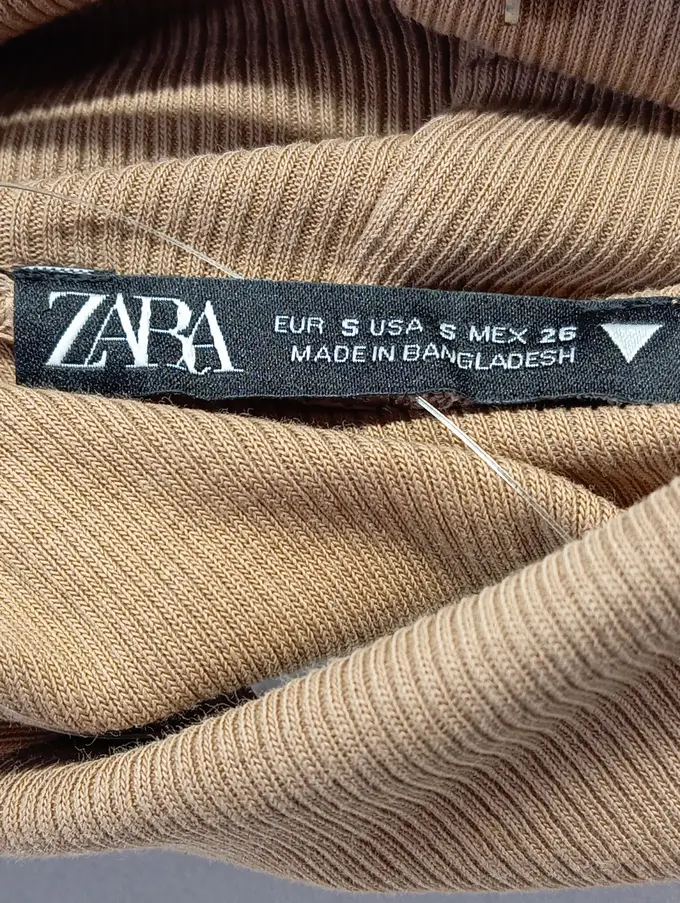 ZARA
EUR S USA S MEX 26
MADE IN BANGLADESH